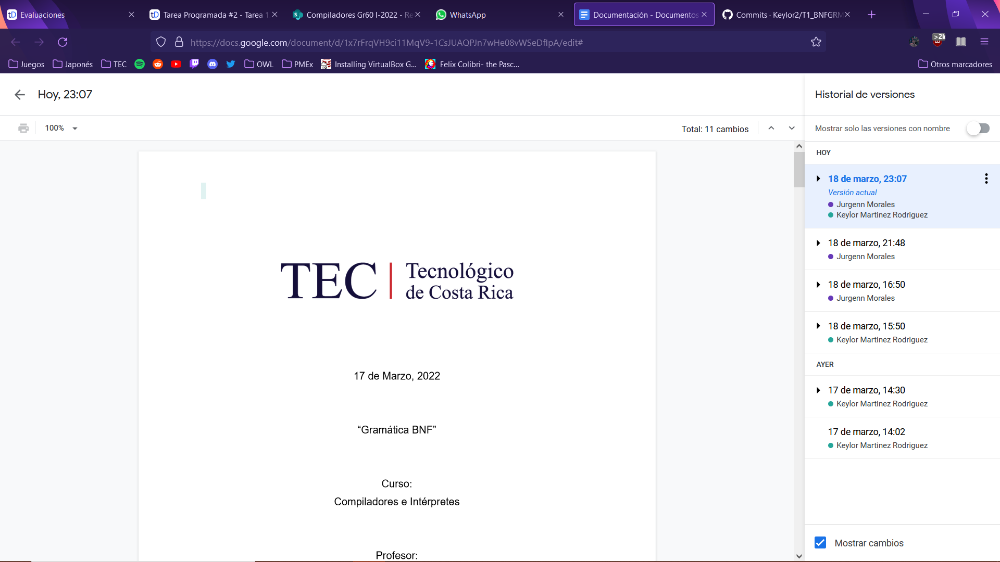 Evaluaciones
Tarea Programada #2 - Tarea 1.
Compiladores Gr60 I-2022 - Re
WhatsApp
Documentación - Documentos
Commits · Keylor2/T1_BNFGRM
https://docs.google.com/document/d/1x7rFrqVH9ci11MqV9-1CsJUAQPJn7wHe08vWSeDfIpA/edit#
>2k
Juegos
Japonés
TEC
OWL
PMEx
Installing VirtualBox G...
Felix Colibri- the Pasc...
Otros marcadores
Hoy, 23:07
Historial de versiones
100%
Total: 11 cambios
Mostrar solo las versiones con nombre
HOY
18 de marzo, 23:07
Versión actual
Jurgenn Morales
Keylor Martinez Rodriguez
18 de marzo, 21:48
Jurgenn Morales
18 de marzo, 16:50
Jurgenn Morales
18 de marzo, 15:50
Keylor Martinez Rodriguez
AYER
17 de marzo, 14:30
Keylor Martinez Rodriguez
17 de marzo, 14:02
Keylor Martinez Rodriguez
Mostrar cambios
TEC | Tecnológico
de Costa Rica
17 de Marzo, 2022
“Gramática BNF”
Curso:
Compiladores e Intérpretes
Profesor: